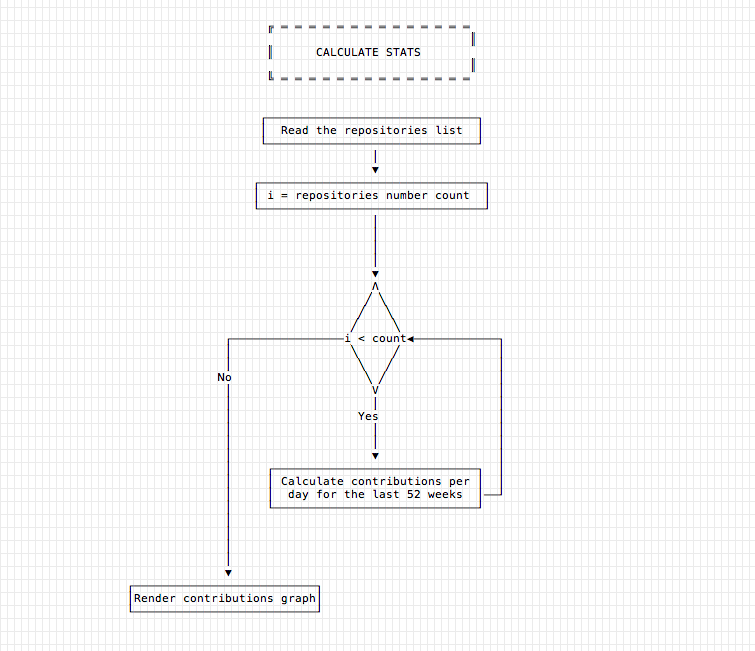 CALCULATE STATS
Read the repositories list
i = repositories number count
i < count
No
Yes
Calculate contributions per
day for the last 52 weeks
Render contributions graph